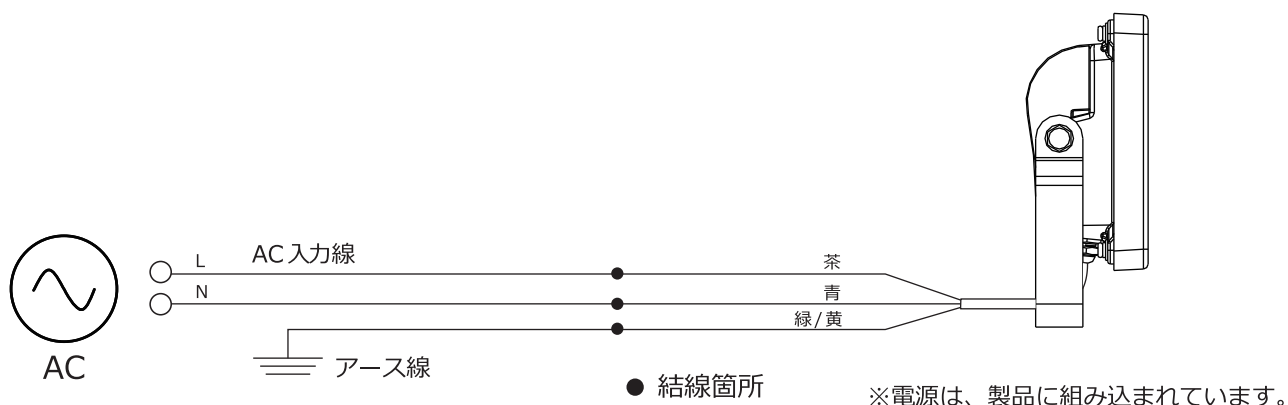 L
AC入力線
茶
N
青
緑/黄
AC
アース線
● 結線箇所
※電源は、製品に組み込まれています。